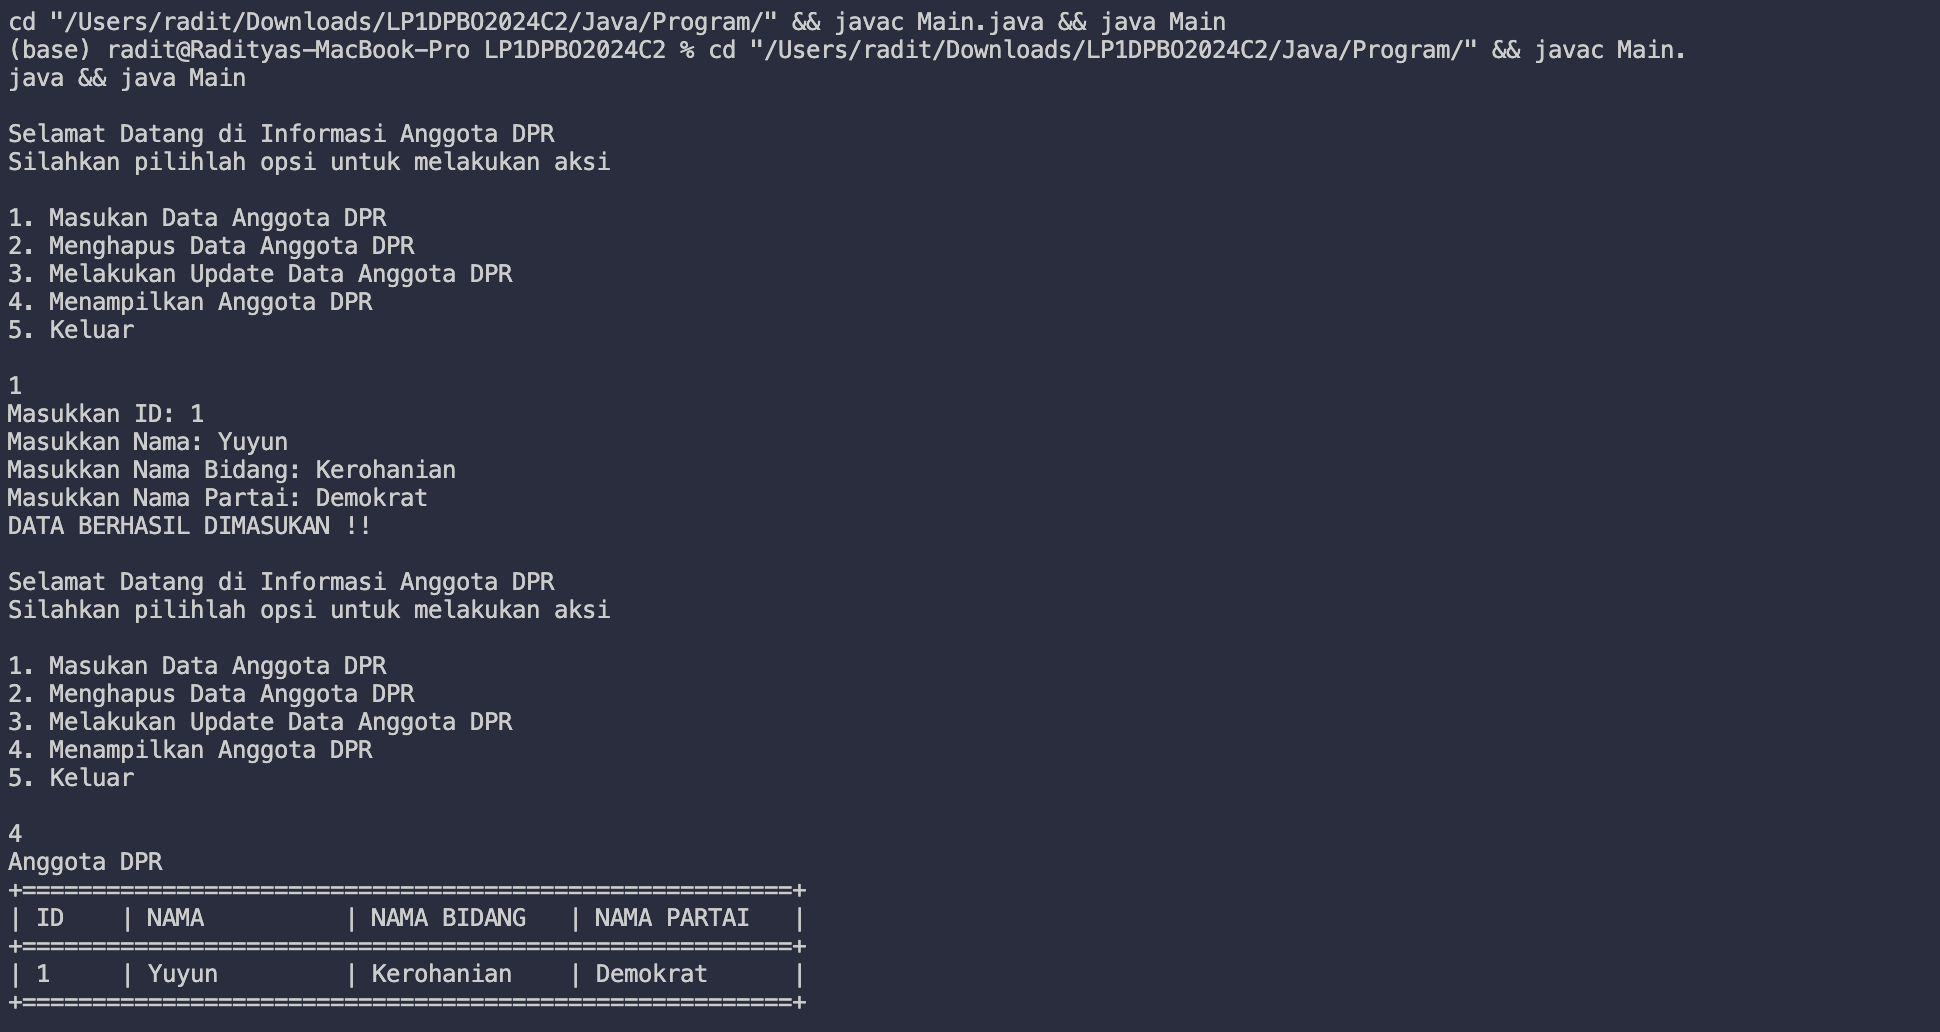 cd "/Users/radit/Downloads/LP1DPBO2024C2/Java/Program/" && javac Main.java && java Main
(base) radit@Radityas-MacBook-Pro LP1DPBO2024C2 % cd "/Users/radit/Downloads/LP1DPBO2024C2/Java/Program/" && javac Main.
java && java Main
Selamat Datang di Informasi Anggota DPR
Silahkan pilihlah opsi untuk melakukan aksi
1. Masukan Data Anggota DPR
2. Menghapus Data Anggota DPR
3. Melakukan Update Data Anggota DPR
4. Menampilkan Anggota DPR
5. Keluar
1
Masukkan ID: 1
Masukkan Nama: Yuyun
Masukkan Nama Bidang: Kerohanian
Masukkan Nama Partai: Demokrat
DATA BERHASIL DIMASUKAN !!
Selamat Datang di Informasi Anggota DPR
Silahkan pilihlah opsi untuk melakukan aksi
1. Masukan Data Anggota DPR
2. Menghapus Data Anggota DPR
3. Melakukan Update Data Anggota DPR
4. Menampilkan Anggota DPR
5. Keluar
4
Anggota DPR
+=======================================================+
| ID    | NAMA          | NAMA BIDANG   | NAMA PARTAI   |
+=======================================================+
| 1     | Yuyun         | Kerohanian    | Demokrat      |
+=======================================================+